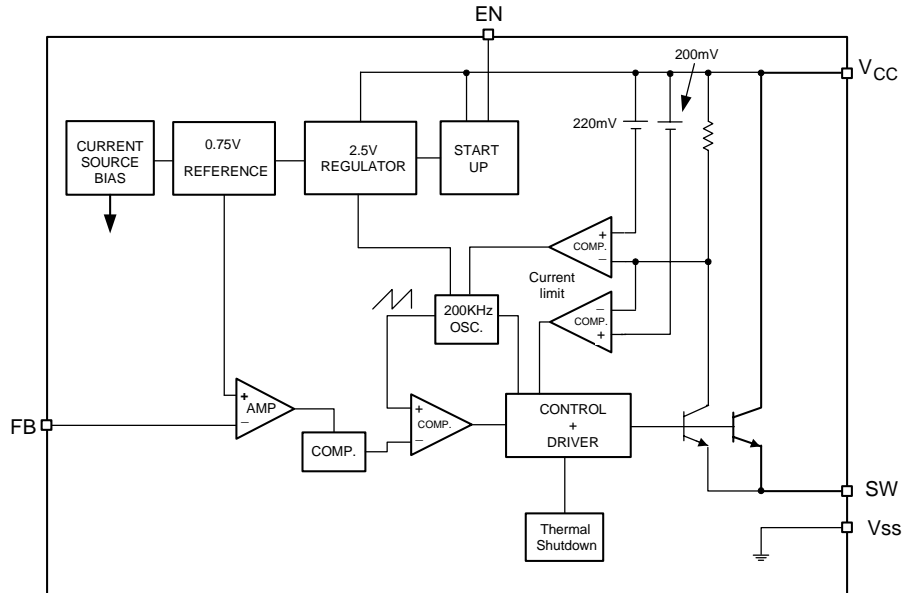 EN
200mV
VCC
220mV
CURRENT
SOURCE
BIAS
0.75V
REFERENCE
2.5V
REGULATOR
START
UP
+
COMP.
−
Current
limit
−
COMP.
+
200KHz
OSC.
+
AMP
−
FB
COMP.
+
COMP.
−
CONTROL
+
DRIVER
SW
Vss
Thermal
Shutdown